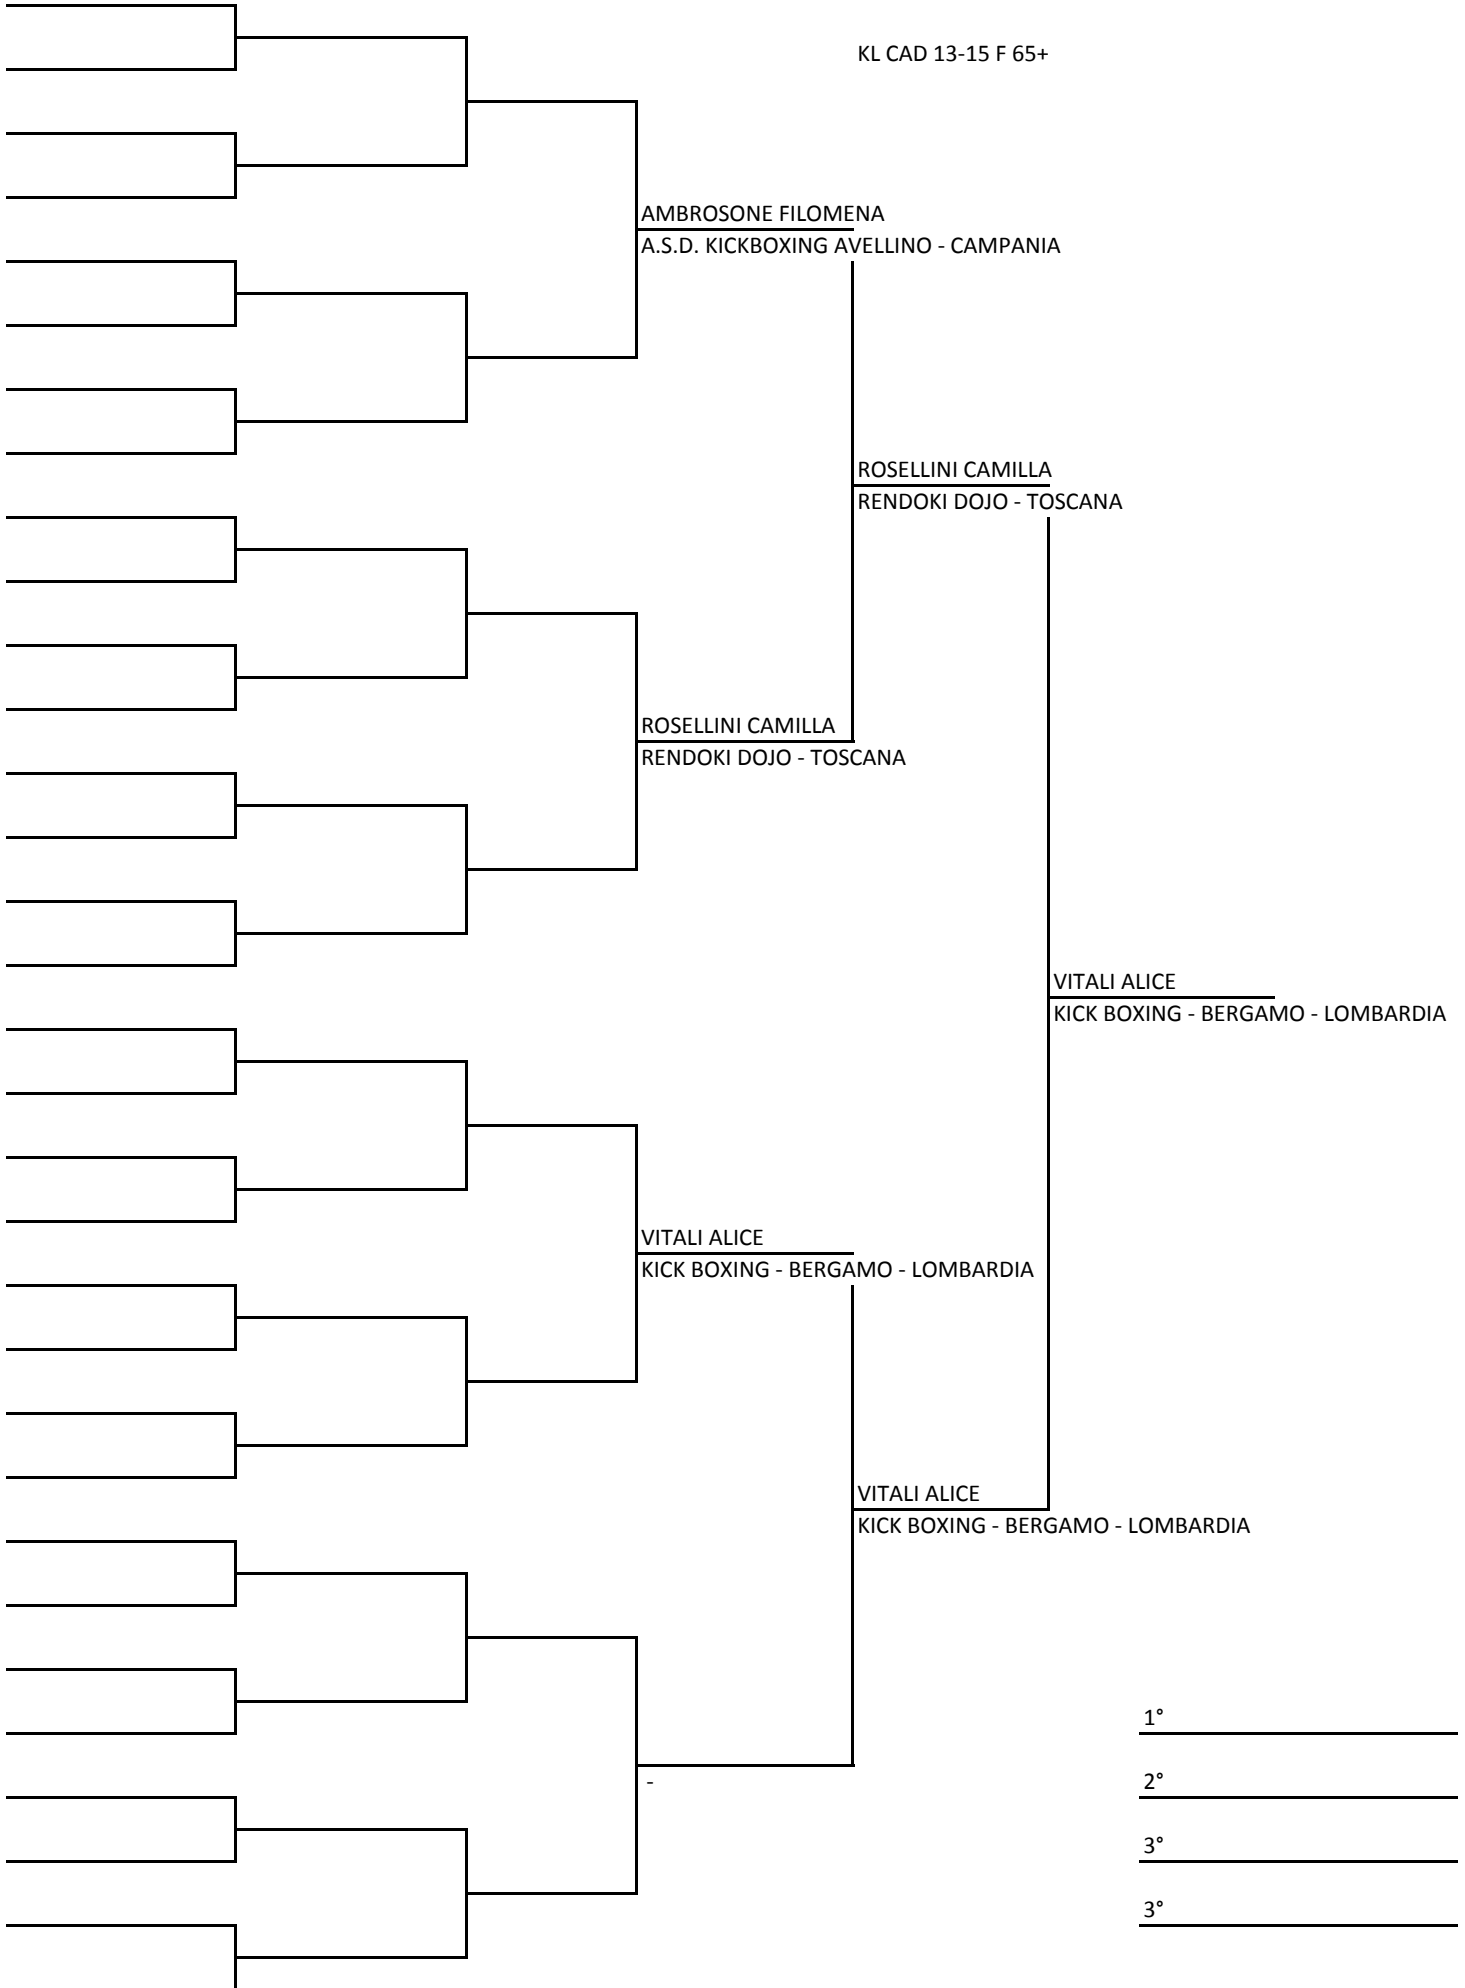 KL CAD 13-15 F 65+
AMBROSONE FILOMENA
A.S.D. KICKBOXING AVELLINO - CAMPANIA
ROSELLINI CAMILLA
RENDOKI DOJO - TOSCANA
ROSELLINI CAMILLA
RENDOKI DOJO - TOSCANA
VITALI ALICE
KICK BOXING - BERGAMO - LOMBARDIA
VITALI ALICE
KICK BOXING - BERGAMO - LOMBARDIA
VITALI ALICE
KICK BOXING - BERGAMO - LOMBARDIA
1°
-
2°
3°
3°